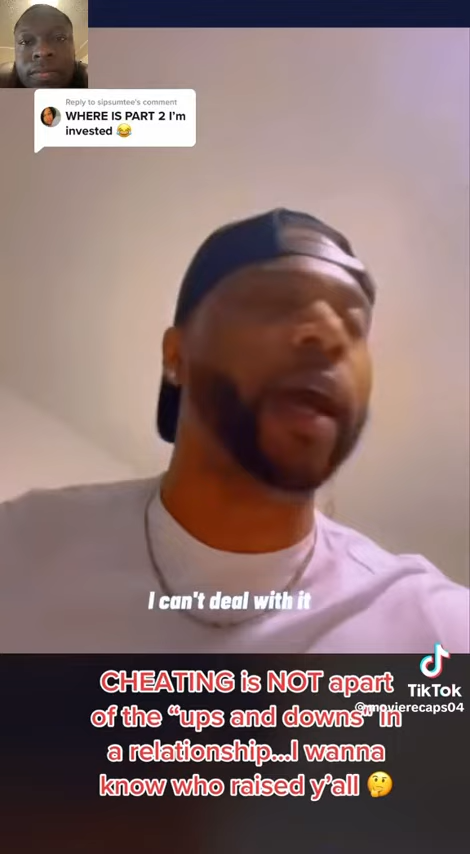 Reply to sipsumtee's comment
WHERE IS PART 2 I'm
invested 😂
I can't deal with it
CHEATING is NOT apart
of the “ups and downs” in
a relationship...I wanna
know who raised y'all 🤔
TikTok
@movierecaps04